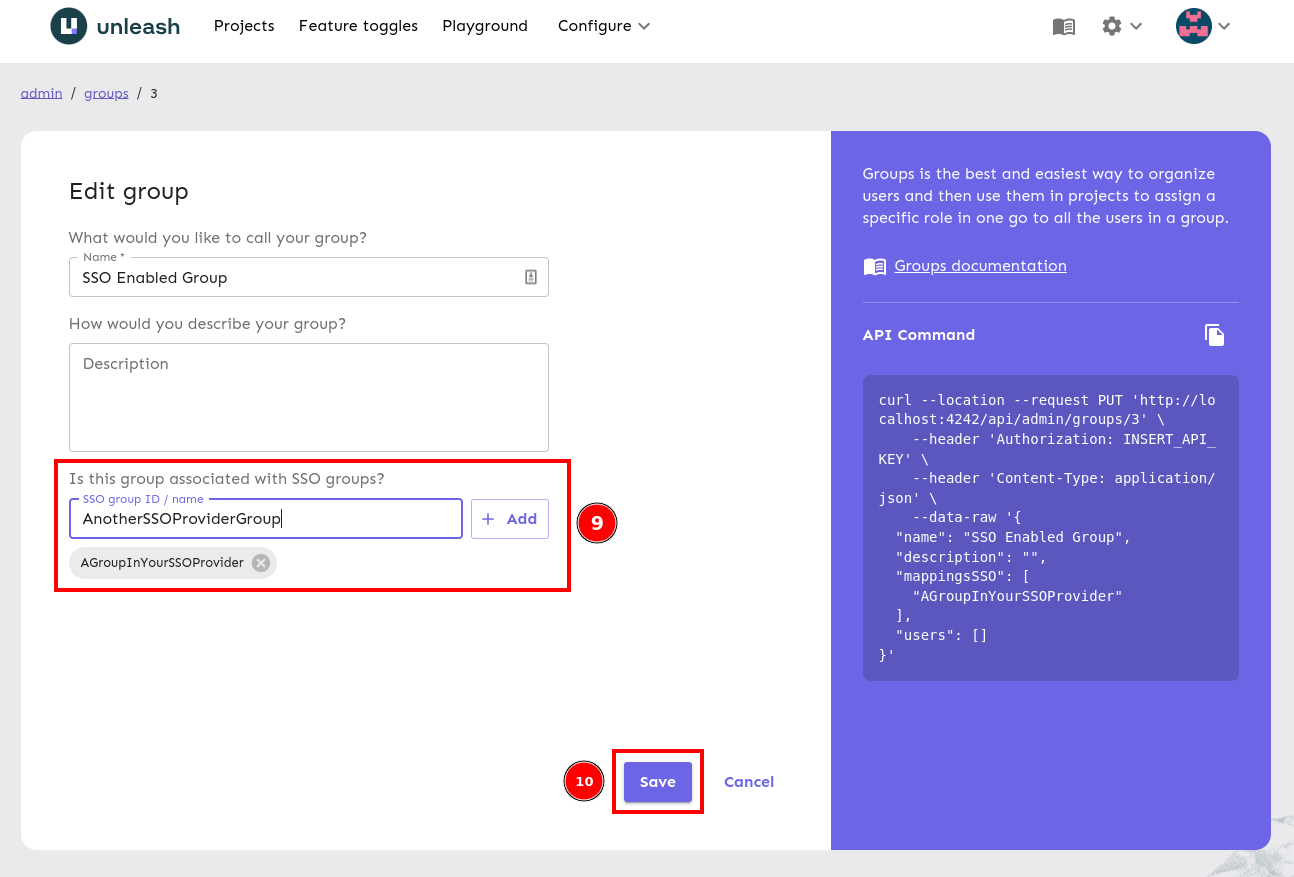 unleash
Projects
Feature toggles
Playground
Configure
admin / groups / 3
Edit group
What would you like to call your group?
Name *
SSO Enabled Group
How would you describe your group?
Description
Is this group associated with SSO groups?
SSO group ID / name
AnotherSSOProviderGroup
+ Add
9
AGroupInYourSSOProvider
10
Save
Cancel
Groups is the best and easiest way to organize
users and then use them in projects to assign a
specific role in one go to all the users in a group.
Groups documentation
API Command
curl --location --request PUT 'http://lo
calhost:4242/api/admin/groups/3' \
    --header 'Authorization: INSERT_API_
KEY' \
    --header 'Content-Type: application/
json' \
    --data-raw '{
  "name": "SSO Enabled Group",
  "description": "",
  "mappingsSSO": [
    "AGroupInYourSSOProvider"
  ],
  "users": []
}'